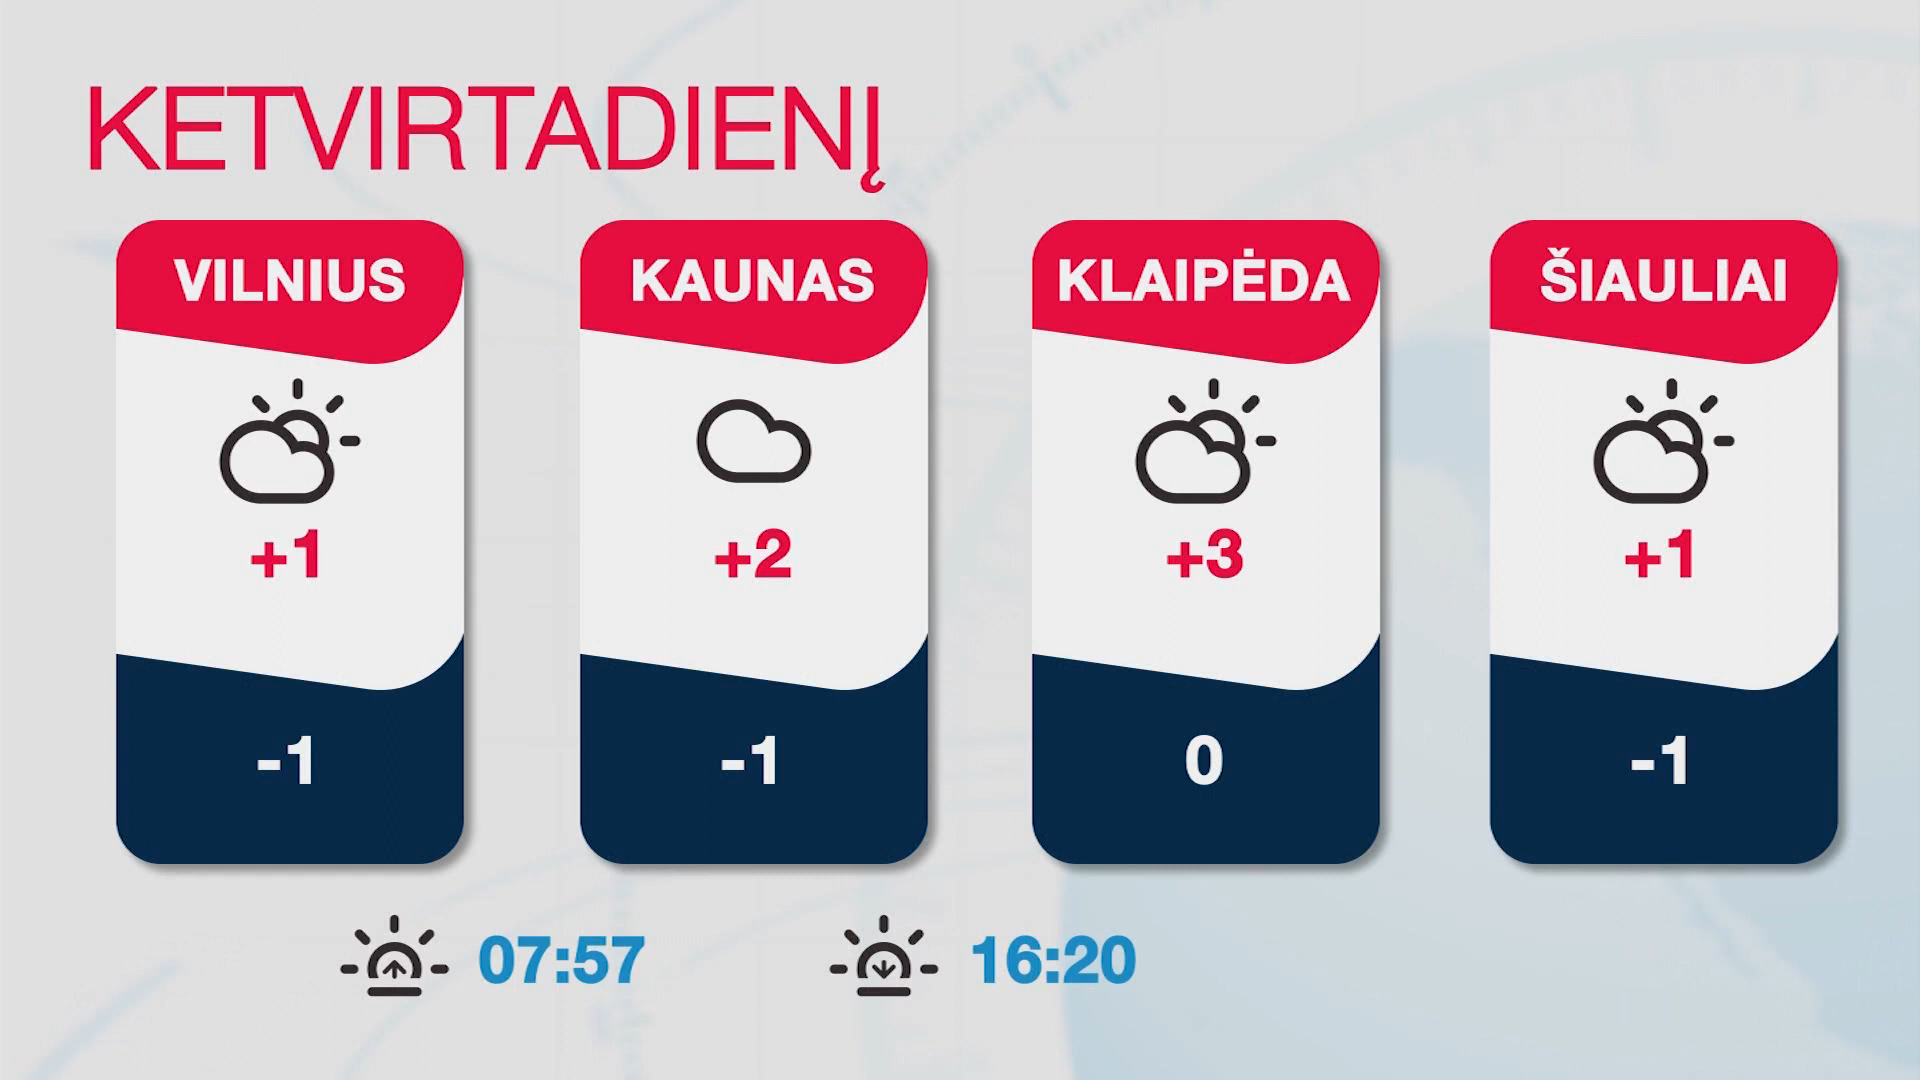 KETVIRTADIENĮ
VILNIUS KAUNAS KLAIPĖDA ŠIAULIAI
+1 +2 +3 +1
-1 -1 0 -1
07:57 16:20